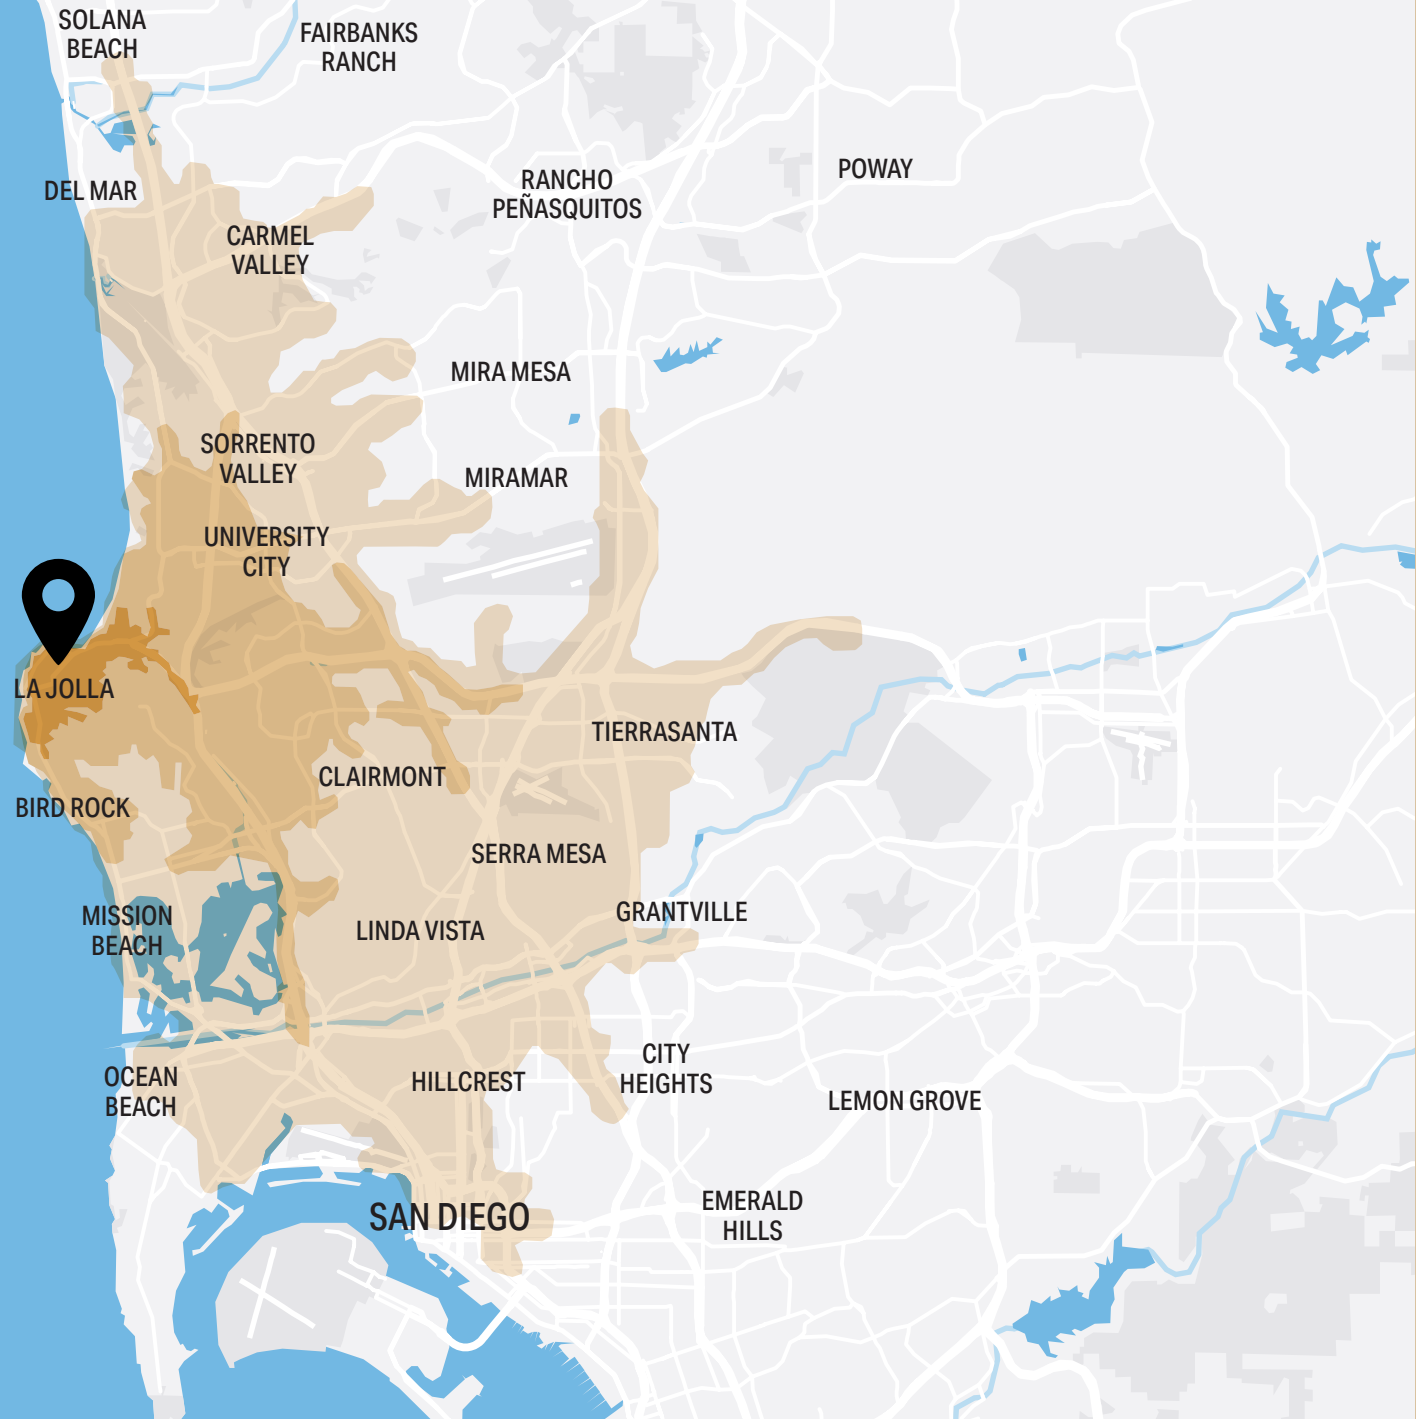 SOLANA
BEACH
FAIRBANKS
RANCH
DEL MAR
RANCHO
PEÑASQUITOS
POWAY
CARMEL
VALLEY
MIRA MESA
SORRENTO
VALLEY
MIRAMAR
UNIVERSITY
CITY
LA JOLLA
TIERRASANTA
CLAIRMONT
BIRD ROCK
SERRA MESA
MISSION
BEACH
LINDA VISTA
GRANTVILLE
OCEAN
BEACH
HILLCREST
CITY
HEIGHTS
LEMON GROVE
SAN DIEGO
EMERALD
HILLS